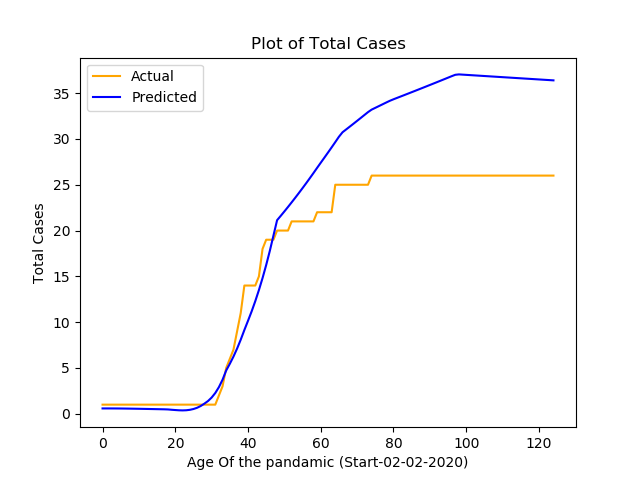 Plot of Total Cases
Actual
Predicted
35
30
25
20
15
10
5
0
Total Cases
0 20 40 60 80 100 120
Age Of the pandamic (Start-02-02-2020)